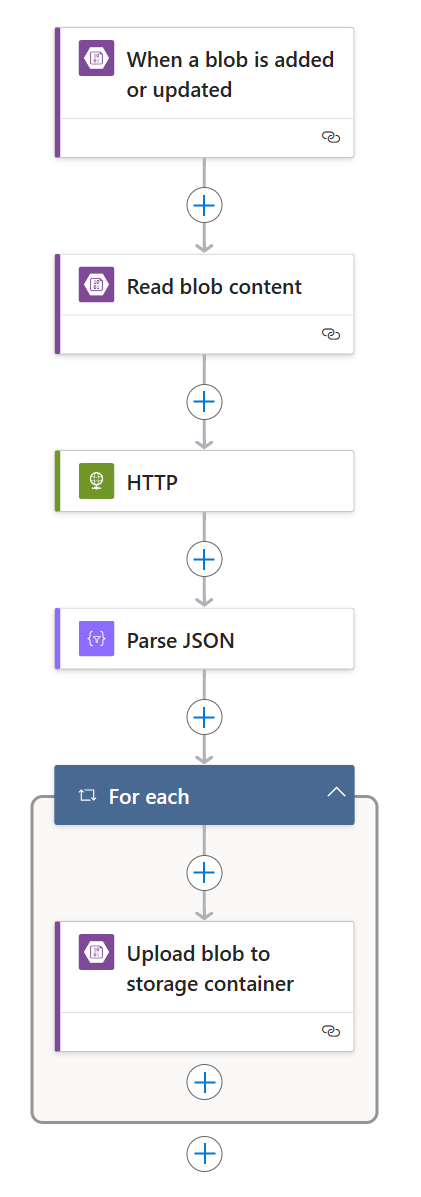 When a blob is added
or updated
Read blob content
HTTP
Parse JSON
For each
Upload blob to
storage container